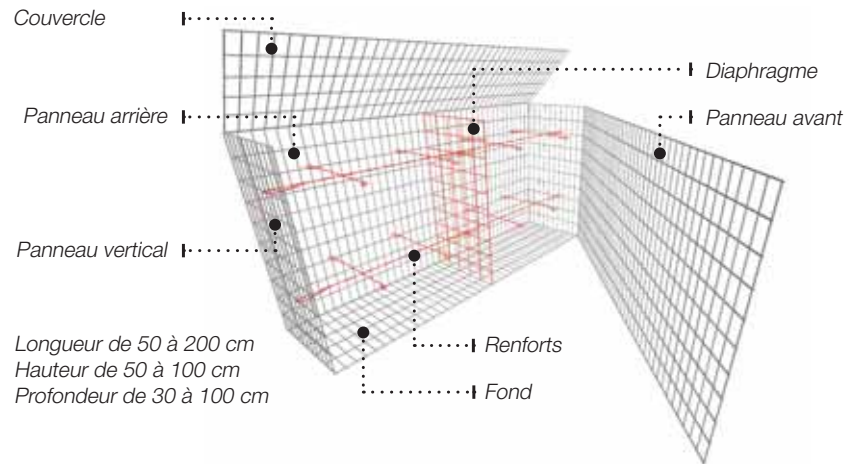 Couvercle
Diaphragme
Panneau arrière
Panneau avant
Panneau vertical
Longueur de 50 à 200 cm
Hauteur de 50 à 100 cm
Profondeur de 30 à 100 cm
Renforts
Fond